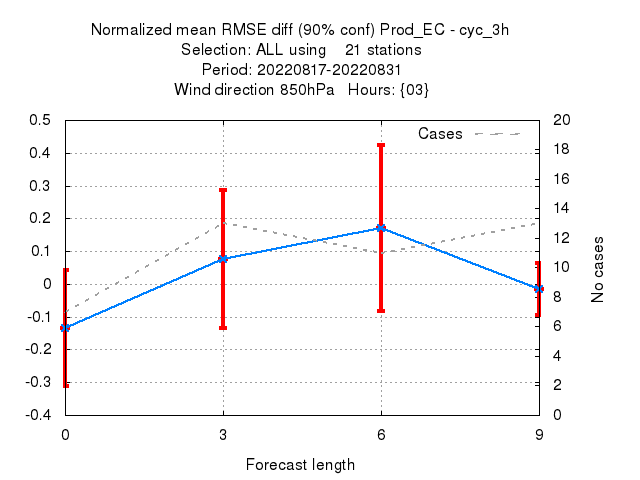 Normalized mean RMSE diff (90% conf) Prod_EC - cyc_3h
Selection: ALL using    21 stations
Period: 20220817-20220831
Wind direction 850hPa   Hours: {03}
Cases
0.5
0.4
0.3
0.2
0.1
0
-0.1
-0.2
-0.3
-0.4
20
18
16
14
12
10
8
6
4
2
0
No cases
0 3 6 9
Forecast length